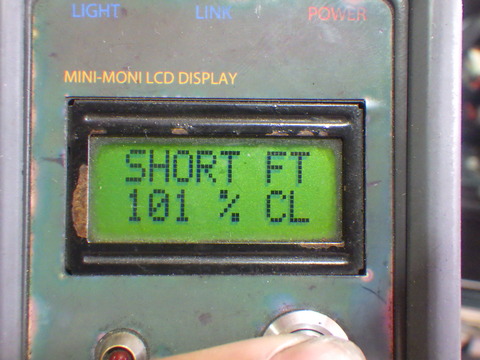 LIGHT LINK POWER
MINI-MONI LCD DISPLAY
SHORT FT
101 % CL